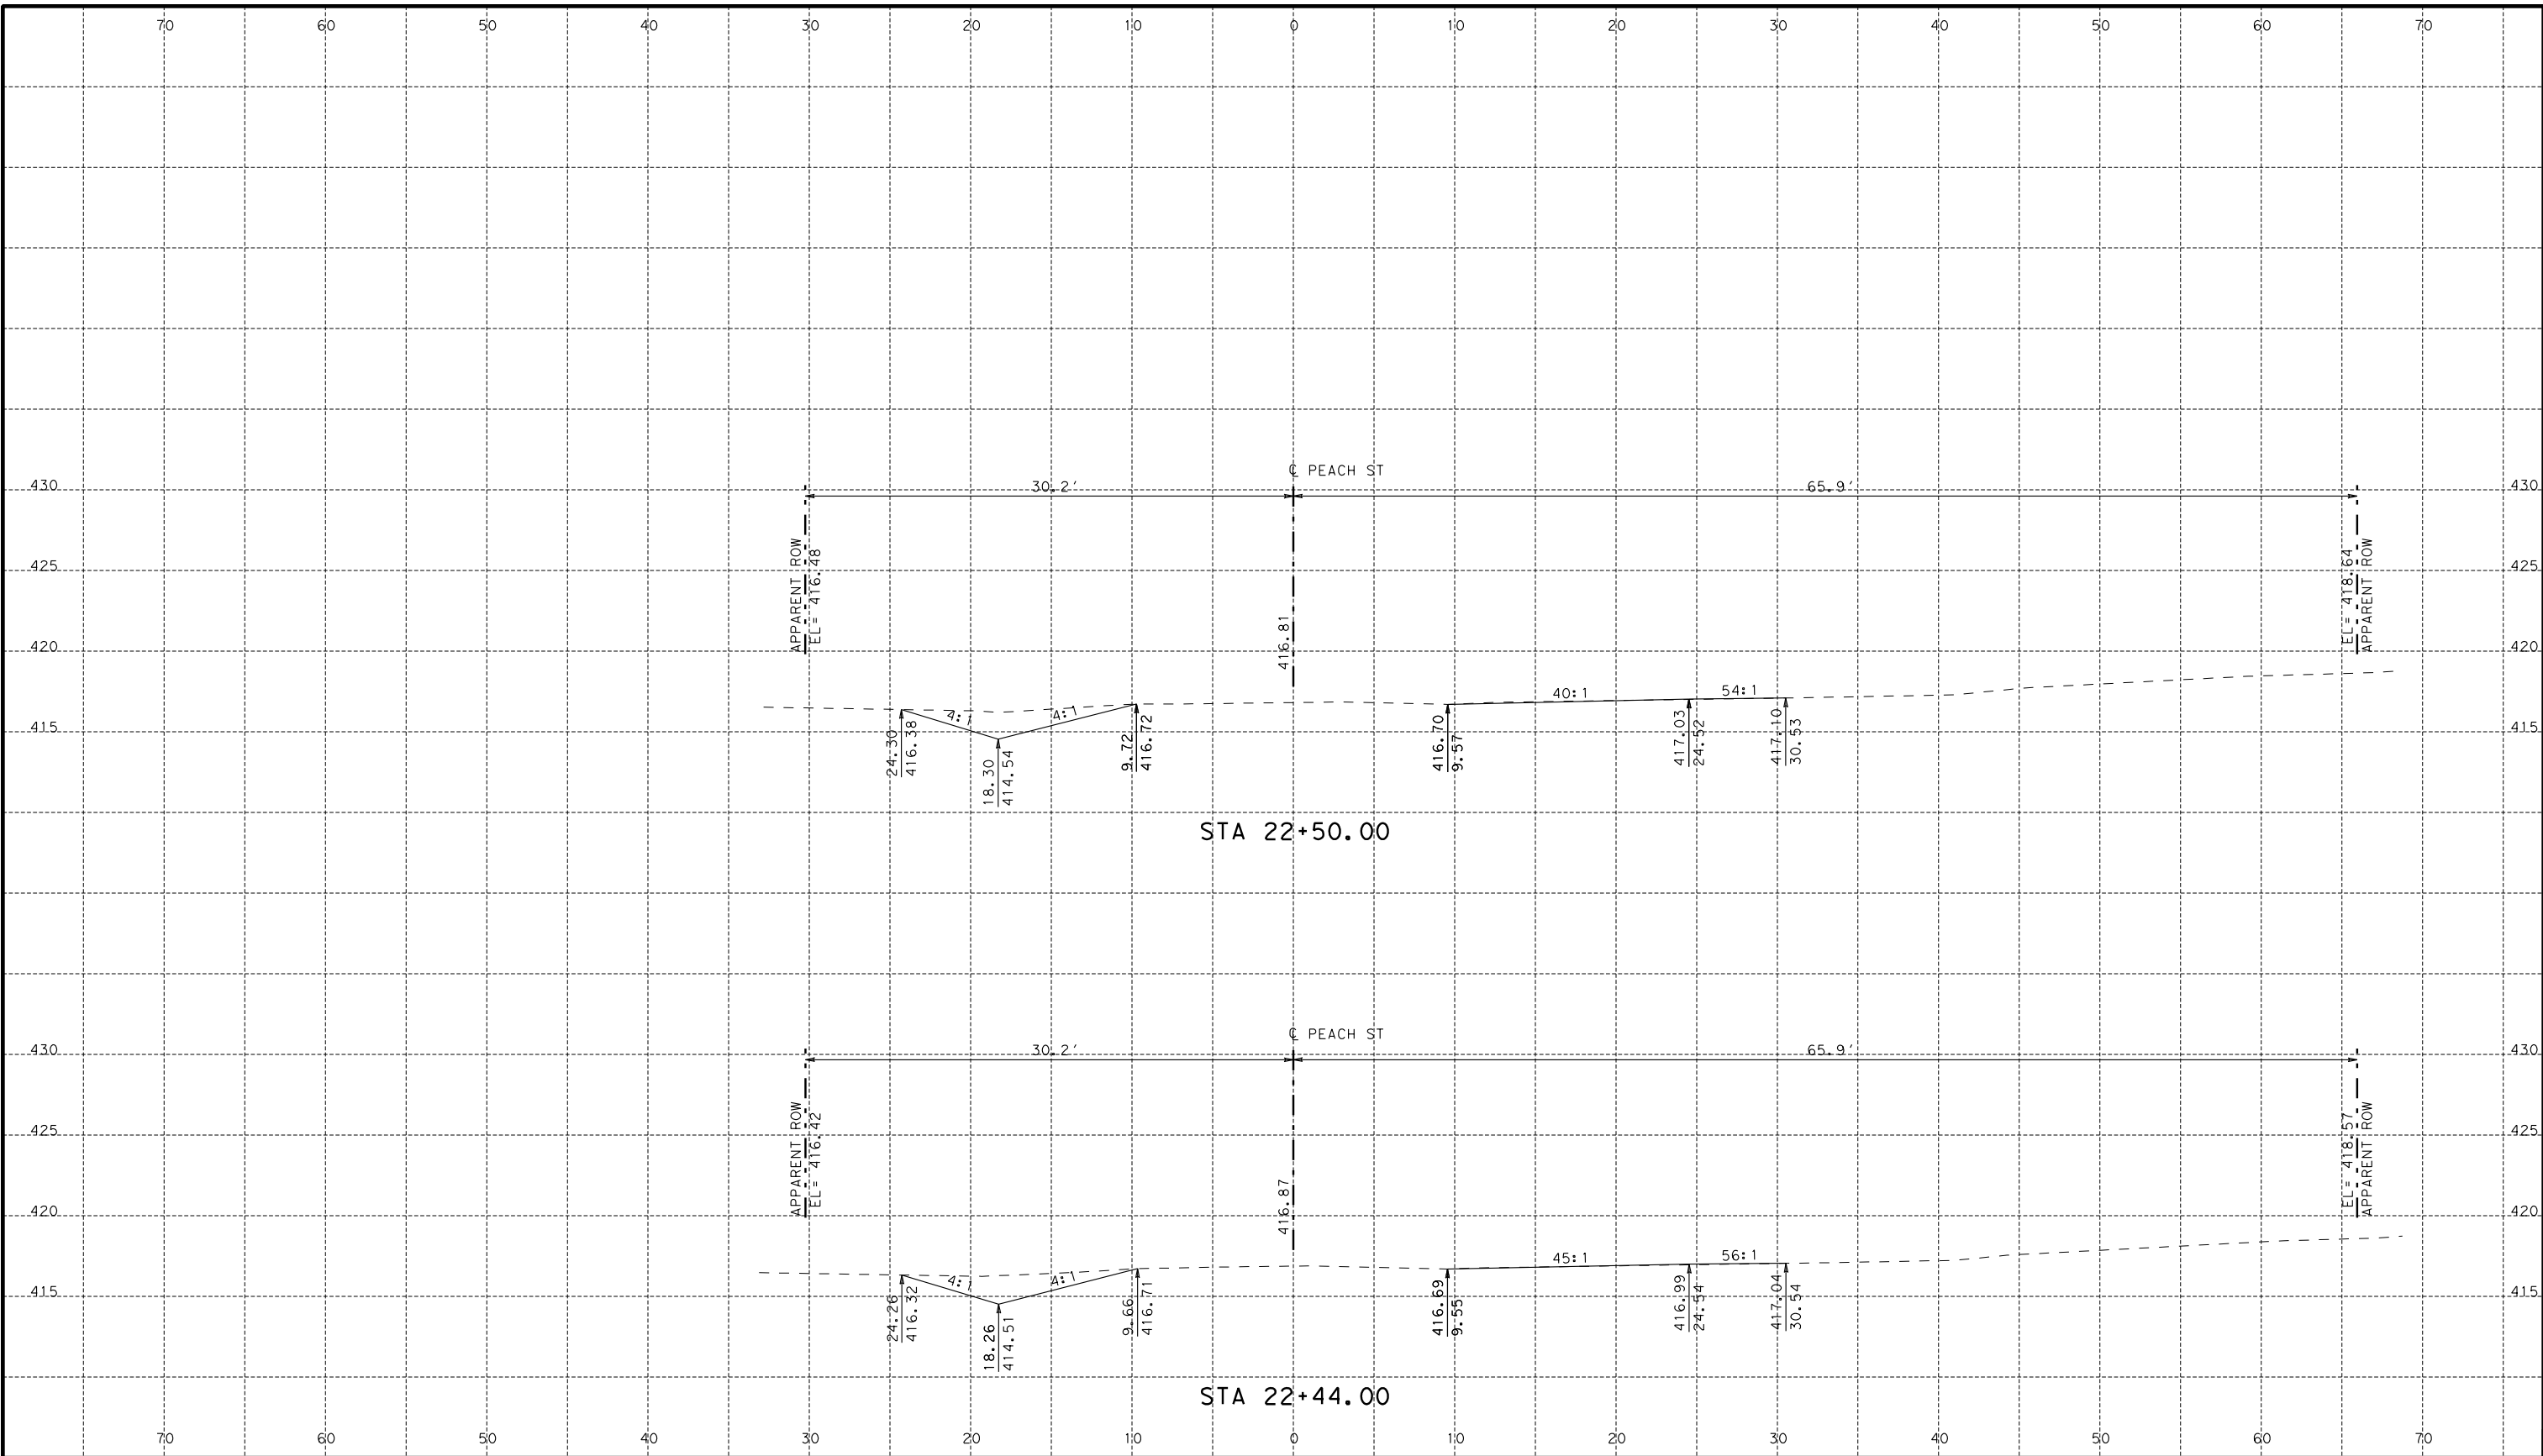 70 60 50 40 30 20 10 0 10 20 30 40 50 60 70
℄ PEACH ST
430 30.2' 65.9' 430
APPARENT ROW
EL= 416.48
EL= 418.64
APPARENT ROW
425 425
416.81
420 420
4:1 4:1 40:1 54:1
415 415
24.30
416.38
18.30
414.54
9.72
416.72
416.70
9.57
417.03
24.52
417.10
30.53
STA 22+50.00
℄ PEACH ST
430 30.2' 65.9' 430
APPARENT ROW
EL= 416.42
EL= 418.57
APPARENT ROW
425 425
416.87
420 420
4:1 4:1 45:1 56:1
415 415
24.26
416.32
18.26
414.51
9.66
416.71
416.69
9.55
416.99
24.54
417.04
30.54
STA 22+44.00
70 60 50 40 30 20 10 0 10 20 30 40 50 60 70